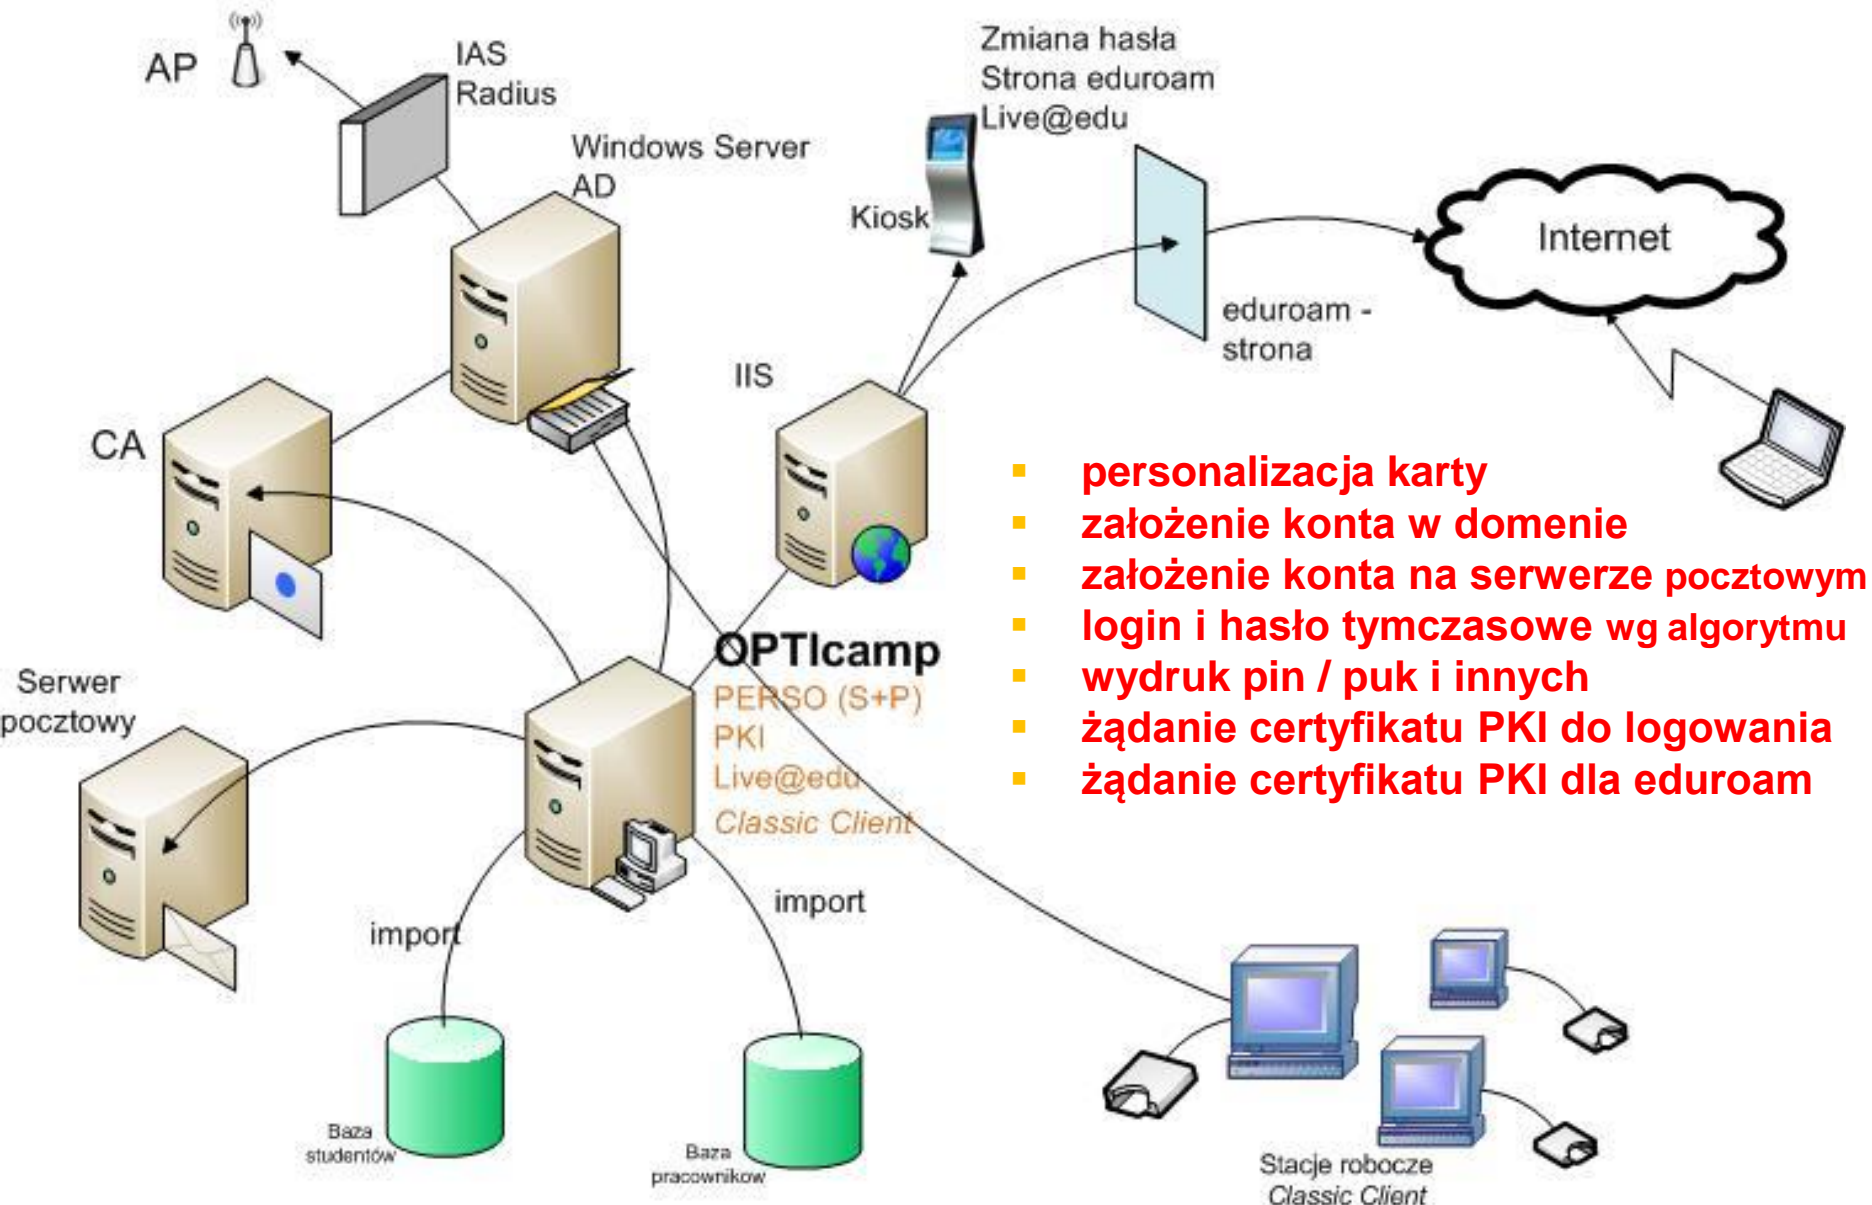 AP
IAS
Radius
Windows Server
AD
Zmiana hasła
Strona eduroam
Live@edu
Kiosk
Internet
eduroam -
strona
IIS
CA
personalizacja karty
założenie konta w domenie
założenie konta na serwerze pocztowym
login i hasło tymczasowe wg algorytmu
wydruk pin / puk i innych
żądanie certyfikatu PKI do logowania
żądanie certyfikatu PKI dla eduroam
OPTIcamp
PERSO (S+P)
PKI
Live@edu
Classic Client
Serwer
pocztowy
import
import
Baza
studentów
Baza
pracownikow
Stacje robocze
Classic Client